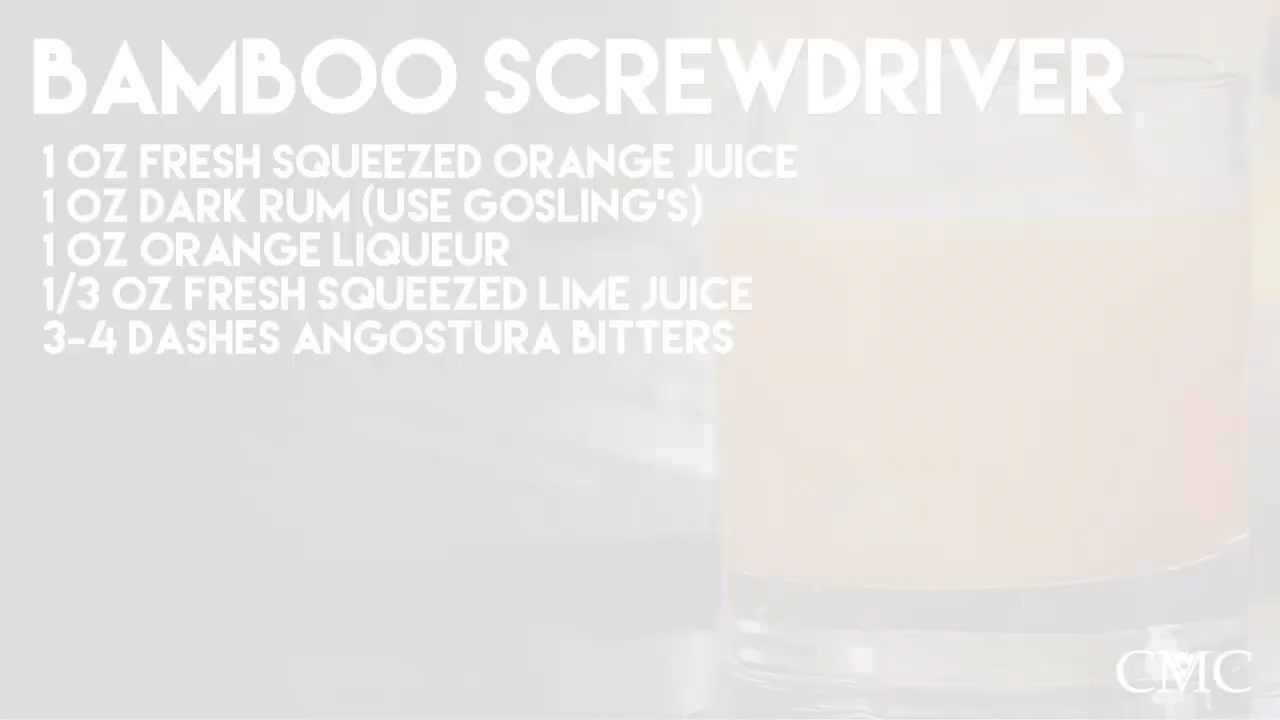 BAMBOO SCREWDRIVER
1 OZ FRESH SQUEEZED ORANGE JUICE
1 OZ DARK RUM (USE GOSLING'S)
1 OZ ORANGE LIQUEUR
1/3 OZ FRESH SQUEEZED LIME JUICE
3-4 DASHES ANGOSTURA BITTERS
CMC